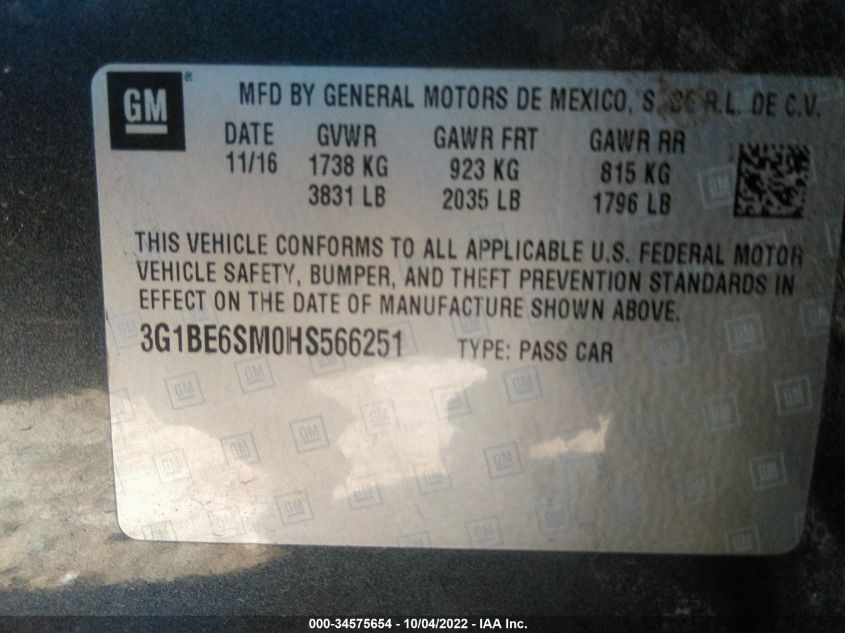 GM
MFD BY GENERAL MOTORS DE MEXICO, S. DE R.L. DE C.V.
DATE GVWR GAWR FRT GAWR RR
11/16 1738 KG 923 KG 815 KG
3831 LB 2035 LB 1796 LB
THIS VEHICLE CONFORMS TO ALL APPLICABLE U.S. FEDERAL MOTOR
VEHICLE SAFETY, BUMPER, AND THEFT PREVENTION STANDARDS IN
EFFECT ON THE DATE OF MANUFACTURE SHOWN ABOVE.
3G1BE6SM0HS566251 TYPE: PASS CAR
000-34575654 - 10/04/2022 - IAA Inc.